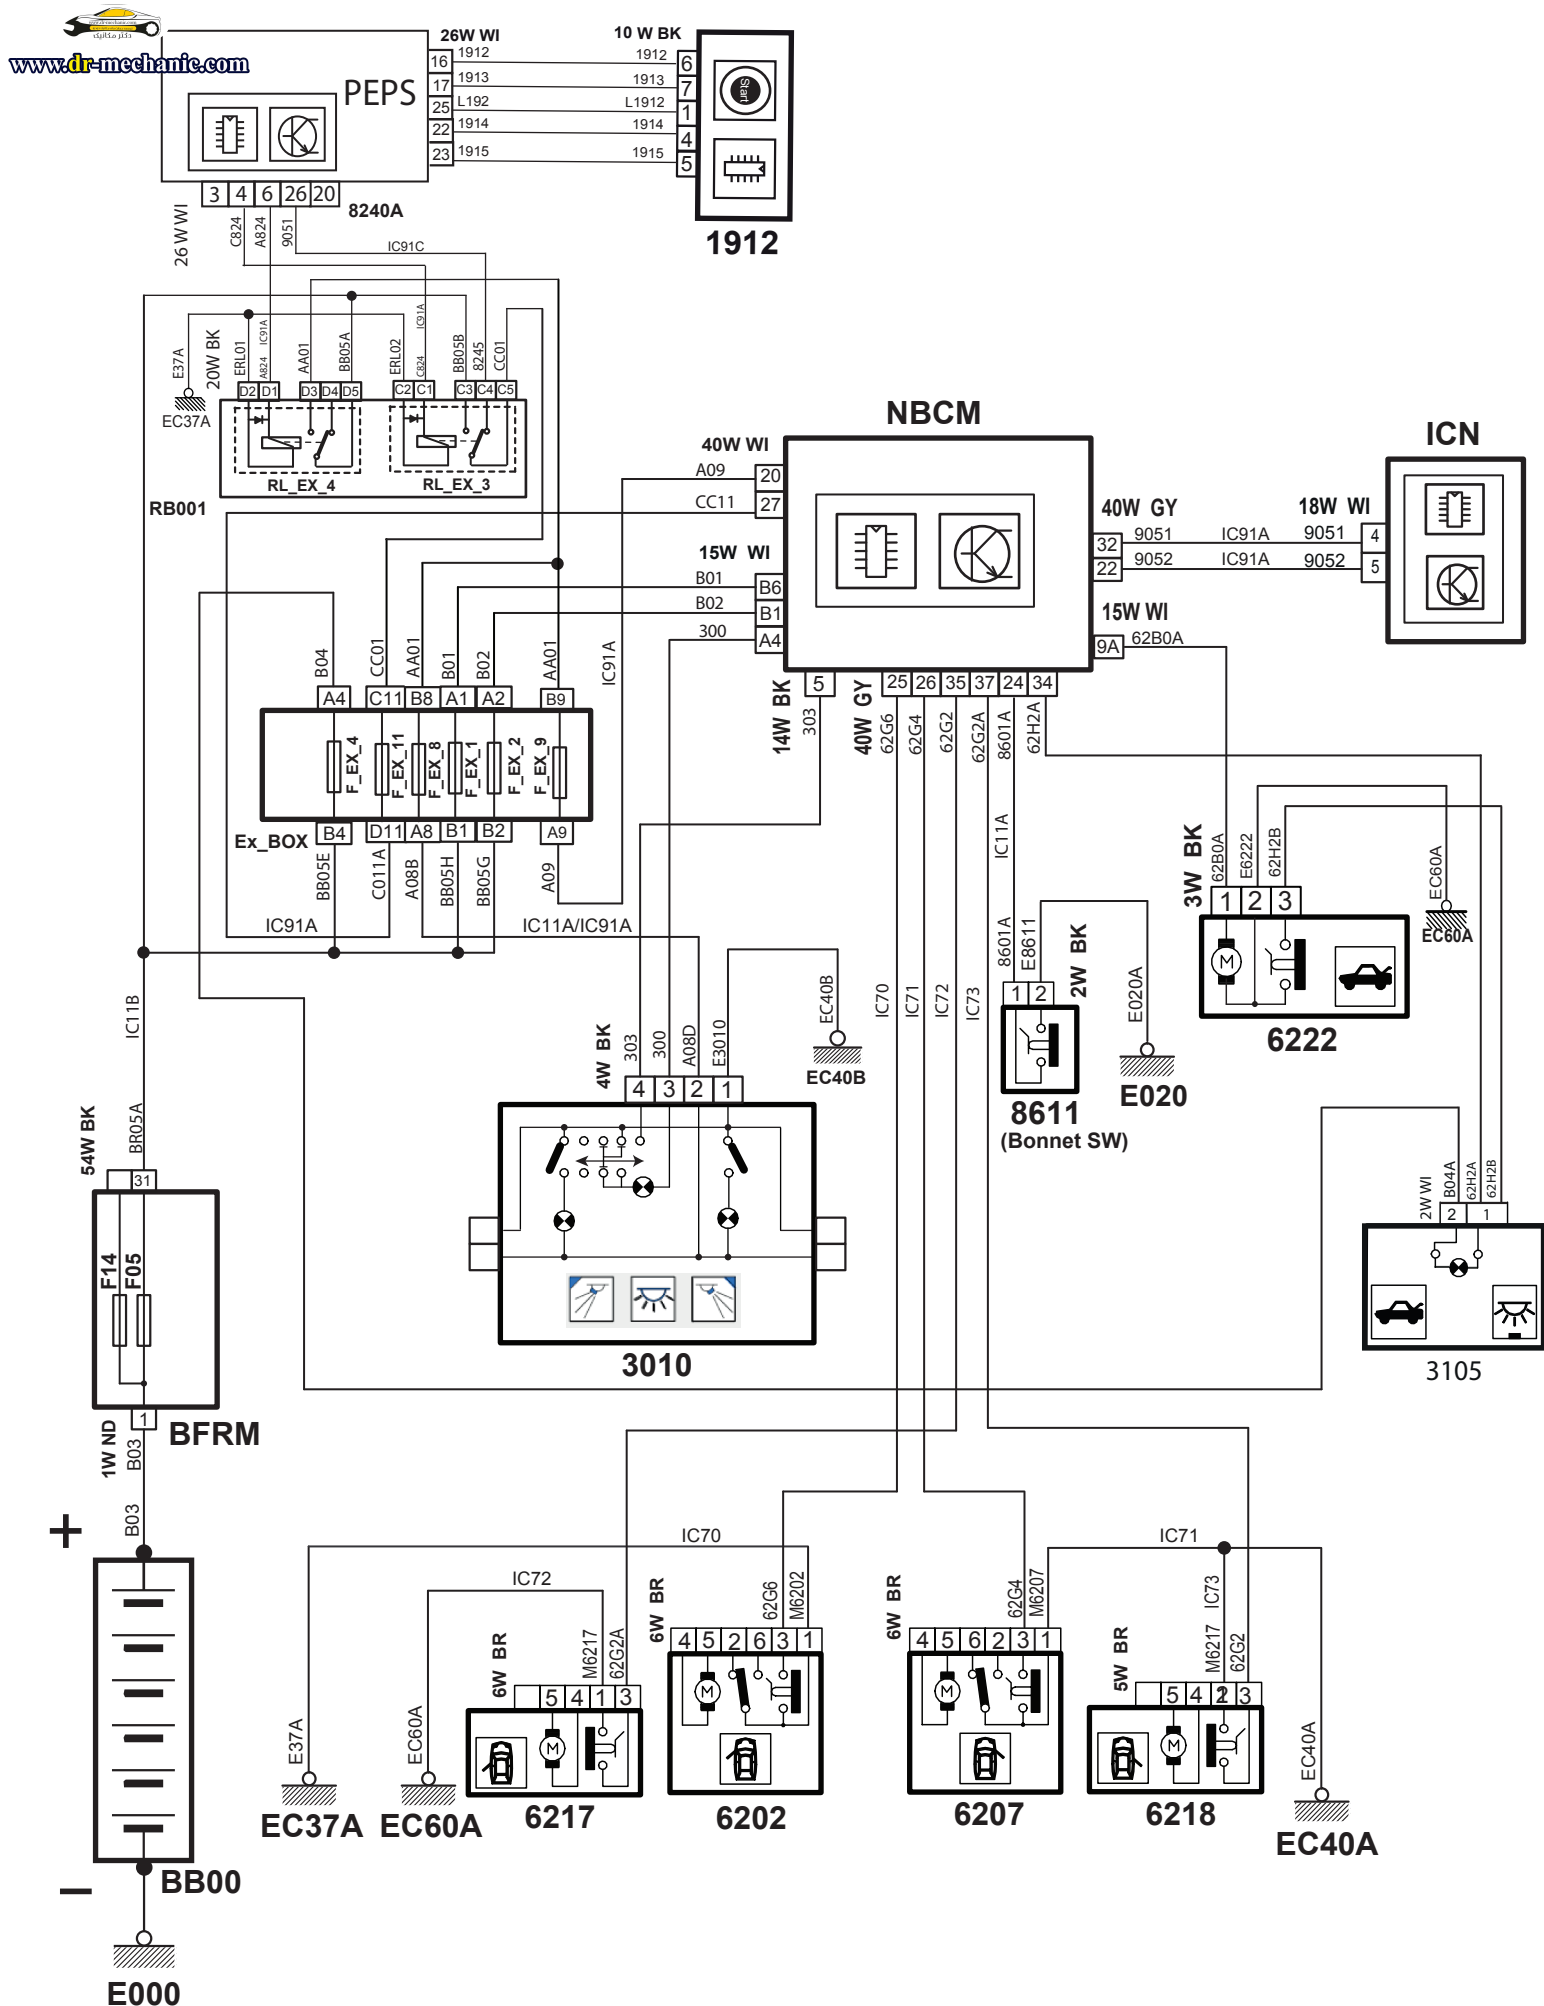 دکتر مکانیک
www.dr-mechanic.com
PEPS
26W WI
16
17
25
22
23
1912
1913
L192
1914
1915
10 W BK
1912
1913
L1912
1914
1915
6
7
1
4
5
Start
1912
3
4
6
26
20
8240A
26 W WI
C824
A824
9051
IC91C
E37A
EC37A
20W BK
ERL01
A824
IC91A
AA01
BB05A
ERL02
C824
IC91A
BB05B
8245
CC01
D2
D1
D3
D4
D5
C2
C1
C3
C4
C5
RL_EX_4
RL_EX_3
RB001
NBCM
40W WI
A09
20
CC11
27
15W WI
B01
B6
B02
B1
300
A4
40W GY
32
22
9051
9052
IC91A
IC91A
18W WI
9051
9052
4
5
ICN
15W WI
9A
62B0A
14W BK
5
303
40W GY
25
26
35
37
24
34
62G6
62G4
62G2
62G2A
8601A
62H2A
B04
CC01
AA01
B01
B02
AA01
IC91A
A4
C11
B8
A1
A2
B9
F_EX_4
F_EX_11
F_EX_8
F_EX_1
F_EX_2
F_EX_9
Ex_BOX
B4
D11
A8
B1
B2
A9
BB05E
C011A
A08B
BB05H
BB05G
A09
IC91A
IC11A/IC91A
IC11B
BR05A
54W BK
31
F14
F05
1
BFRM
1W ND
B03
B03
+
BB00
−
E000
4W BK
303
300
A08D
E3010
4
3
2
1
EC40B
EC40B
3010
IC70
IC71
IC72
IC73
IC11A
8601A
E8611
2W BK
1
2
8611
(Bonnet SW)
E020A
E020
3W BK
62B0A
E6222
62H2B
1
2
3
M
6222
EC60A
EC60A
2W WI
B04A
62H2A
62H2B
2
1
3105
IC70
E37A
EC37A
IC72
EC60A
EC60A
6W BR
M6217
62G2A
5
4
1
3
M
6217
6W BR
62G6
M6202
4
5
2
6
3
1
M
6202
6W BR
62G4
M6207
4
5
6
2
3
1
M
6207
IC71
IC73
5W BR
M6217
62G2
5
4
3
M
6218
EC40A
EC40A